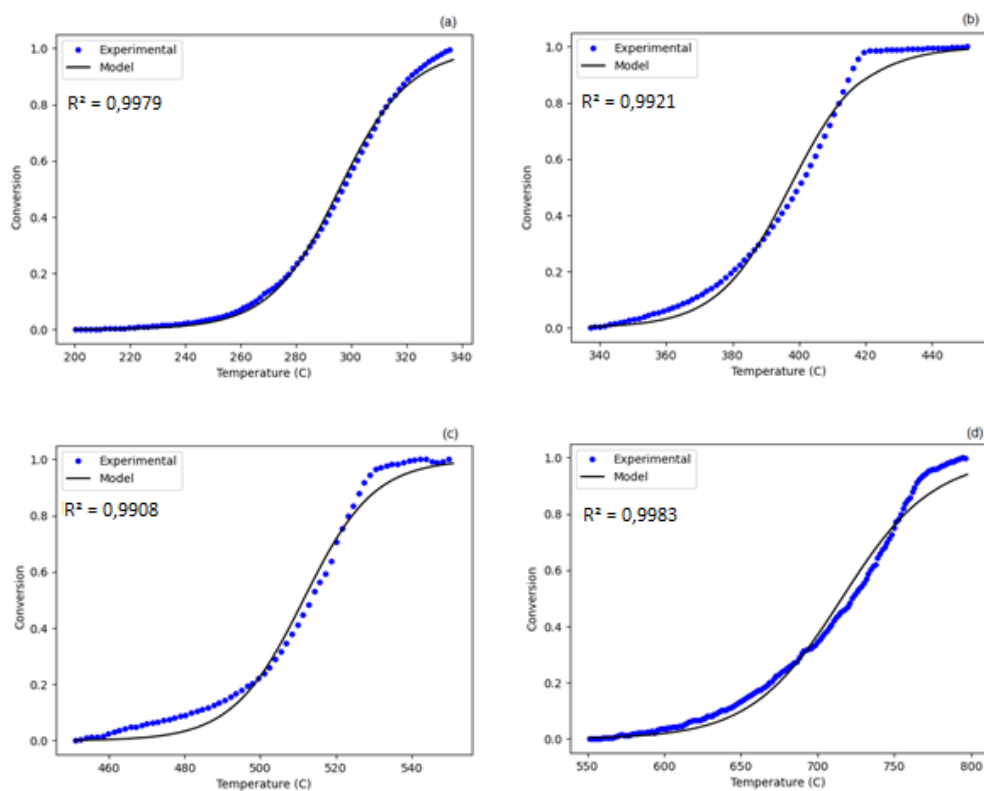 (a)
Experimental
Model
R² = 0,9979
1.0
0.8
0.6
0.4
0.2
0.0
Conversion
200 220 240 260 280 300 320 340
Temperature (C)
(b)
Experimental
Model
R² = 0,9921
1.0
0.8
0.6
0.4
0.2
0.0
Conversion
340 360 380 400 420 440
Temperature (C)
(c)
Experimental
Model
R² = 0,9908
1.0
0.8
0.6
0.4
0.2
0.0
Conversion
460 480 500 520 540
Temperature (C)
(d)
Experimental
Model
R² = 0,9983
1.0
0.8
0.6
0.4
0.2
0.0
Conversion
550 600 650 700 750 800
Temperature (C)